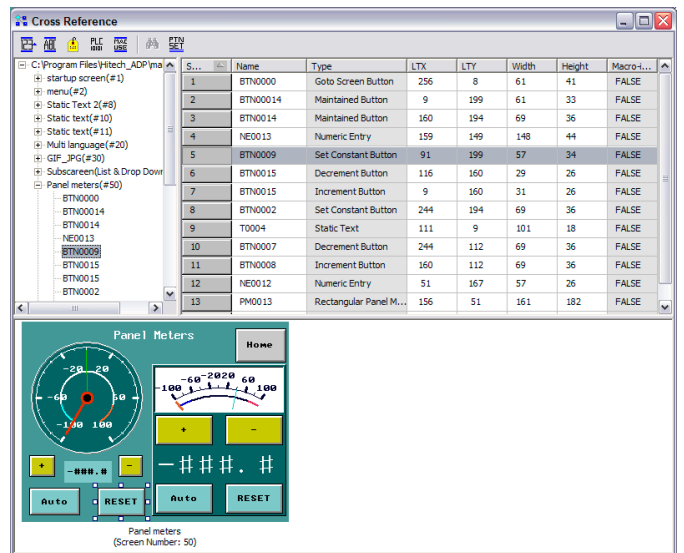 Cross Reference
ABI PLC MAC USE PTN SET
C:\Program Files\Hitech_ADP\ma
startup screen(#1)
menu(#2)
Static Text 2(#8)
Static text(#10)
Static text(#11)
Multi language(#20)
GIF_JPG(#30)
Subscareen(List & Drop Down
Panel meters(#50)
BTN0000
BTN00014
BTN0014
NE0013
BTN0009
BTN0015
BTN0015
BTN0002
S... Name Type LTX LTY Width Height Macro-i...
1 BTN0000 Goto Screen Button 256 8 61 41 FALSE
2 BTN00014 Maintained Button 9 199 61 33 FALSE
3 BTN0014 Maintained Button 160 194 69 36 FALSE
4 NE0013 Numeric Entry 159 149 148 44 FALSE
5 BTN0009 Set Constant Button 91 199 57 34 FALSE
6 BTN0015 Decrement Button 116 160 29 26 FALSE
7 BTN0015 Increment Button 9 160 31 26 FALSE
8 BTN0002 Set Constant Button 244 194 69 36 FALSE
9 T0004 Static Text 111 9 101 18 FALSE
10 BTN0007 Decrement Button 244 112 69 36 FALSE
11 BTN0008 Increment Button 160 112 69 36 FALSE
12 NE0012 Numeric Entry 51 167 57 26 FALSE
13 PM0013 Rectangular Panel M... 156 51 161 182 FALSE
Panel Meters
Home
-20 20
-60 60
-100 100
-100 -60 -20 20 60 100
+ -
+ -###.# -
-###.#
Auto RESET Auto RESET
Panel meters
(Screen Number: 50)